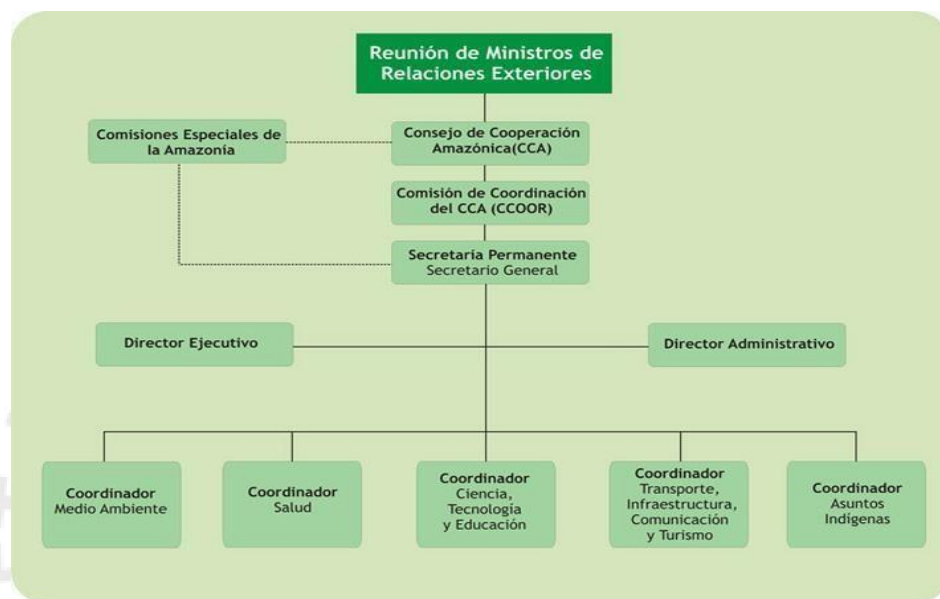 Reunión de Ministros de
Relaciones Exteriores
Comisiones Especiales de
la Amazonía
Consejo de Cooperación
Amazónica(CCA)
Comisión de Coordinación
del CCA (CCOOR)
Secretaría Permanente
Secretario General
Director Ejecutivo
Director Administrativo
Coordinador
Medio Ambiente
Coordinador
Salud
Coordinador
Ciencia,
Tecnología
y Educación
Coordinador
Transporte,
Infraestructura,
Comunicación
y Turismo
Coordinador
Asuntos
Indígenas